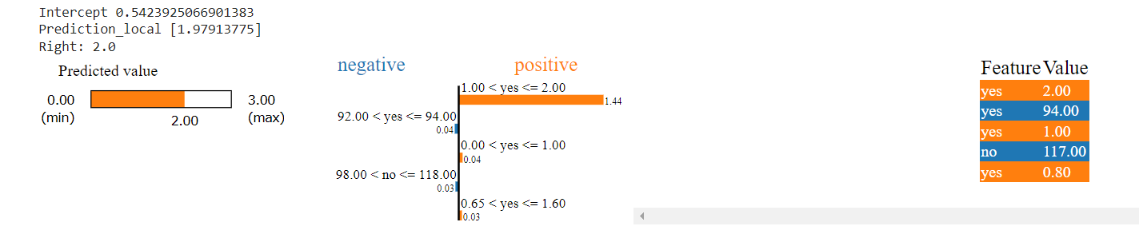 Intercept 0.5423925066901383
Prediction_local [1.97913775]
Right: 2.0
Predicted value
0.00
(min)
2.00
3.00
(max)
negative positive
1.00 < yes <= 2.00
1.44
92.00 < yes <= 94.00
0.04
0.00 < yes <= 1.00
0.04
98.00 < no <= 118.00
0.03
0.65 < yes <= 1.60
0.03
Feature Value
yes 2.00
yes 94.00
yes 1.00
no 117.00
yes 0.80